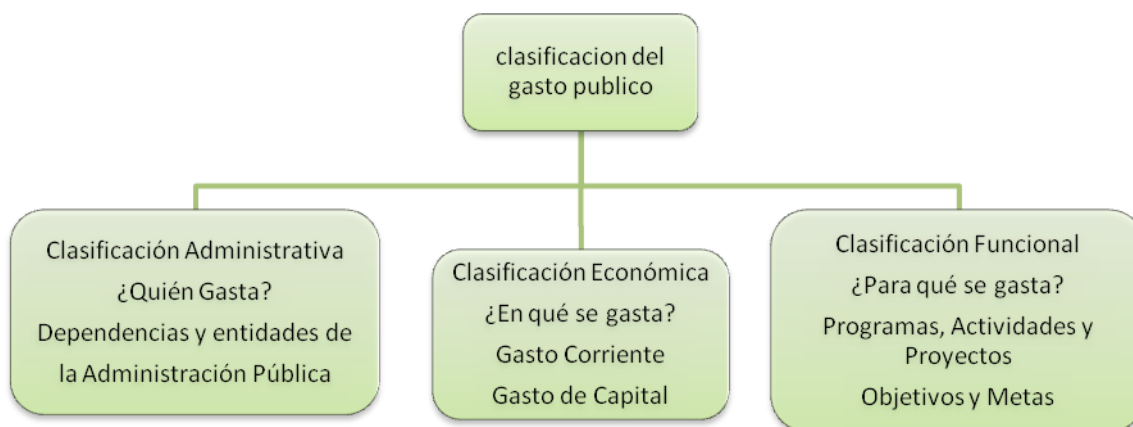 clasificacion del
gasto publico
Clasificación Administrativa
¿Quién Gasta?
Dependencias y entidades de
la Administración Pública
Clasificación Económica
¿En qué se gasta?
Gasto Corriente
Gasto de Capital
Clasificación Funcional
¿Para qué se gasta?
Programas, Actividades y
Proyectos
Objetivos y Metas